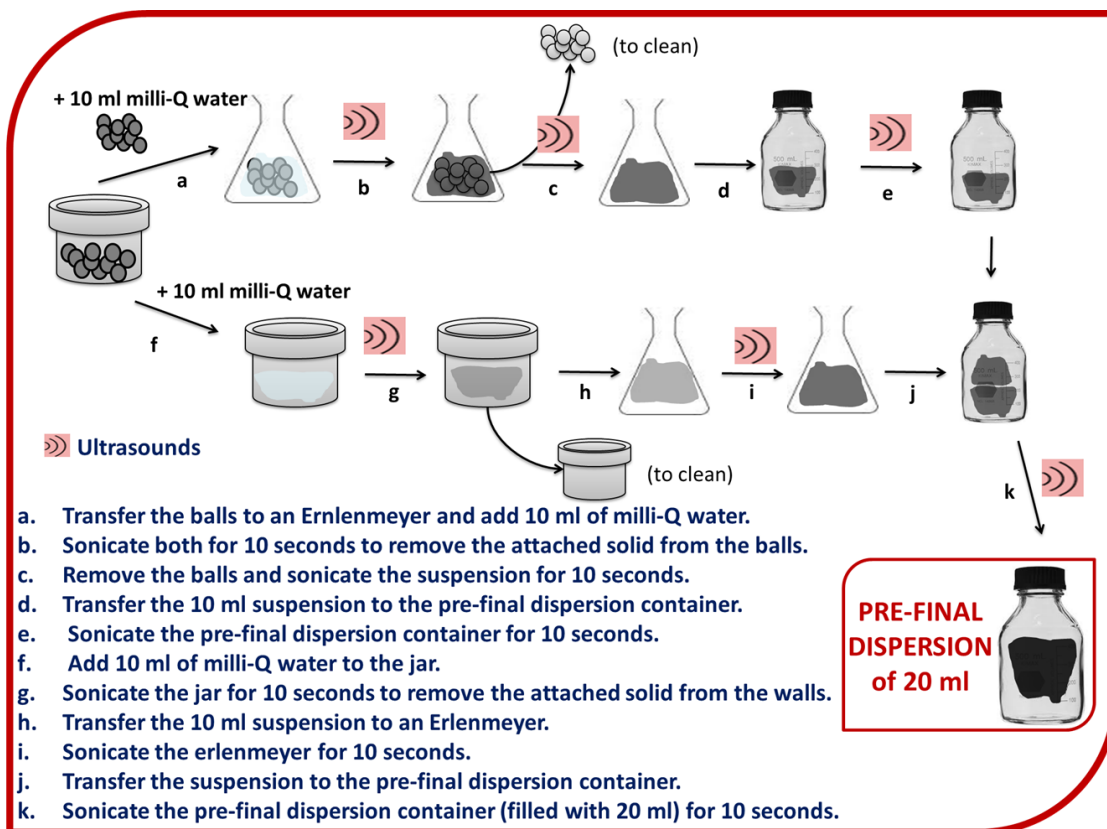 (to clean)
+ 10 ml milli-Q water
a
b
c
d
e
500 mL
500 mL
+ 10 ml milli-Q water
f
g
h
i
j
Ultrasounds
(to clean)
k
a. Transfer the balls to an Ernlenmeyer and add 10 ml of milli-Q water.
b. Sonicate both for 10 seconds to remove the attached solid from the balls.
c. Remove the balls and sonicate the suspension for 10 seconds.
d. Transfer the 10 ml suspension to the pre-final dispersion container.
e. Sonicate the pre-final dispersion container for 10 seconds.
f. Add 10 ml of milli-Q water to the jar.
g. Sonicate the jar for 10 seconds to remove the attached solid from the walls.
h. Transfer the 10 ml suspension to an Erlenmeyer.
i. Sonicate the erlenmeyer for 10 seconds.
j. Transfer the suspension to the pre-final dispersion container.
k. Sonicate the pre-final dispersion container (filled with 20 ml) for 10 seconds.
PRE-FINAL
DISPERSION
of 20 ml